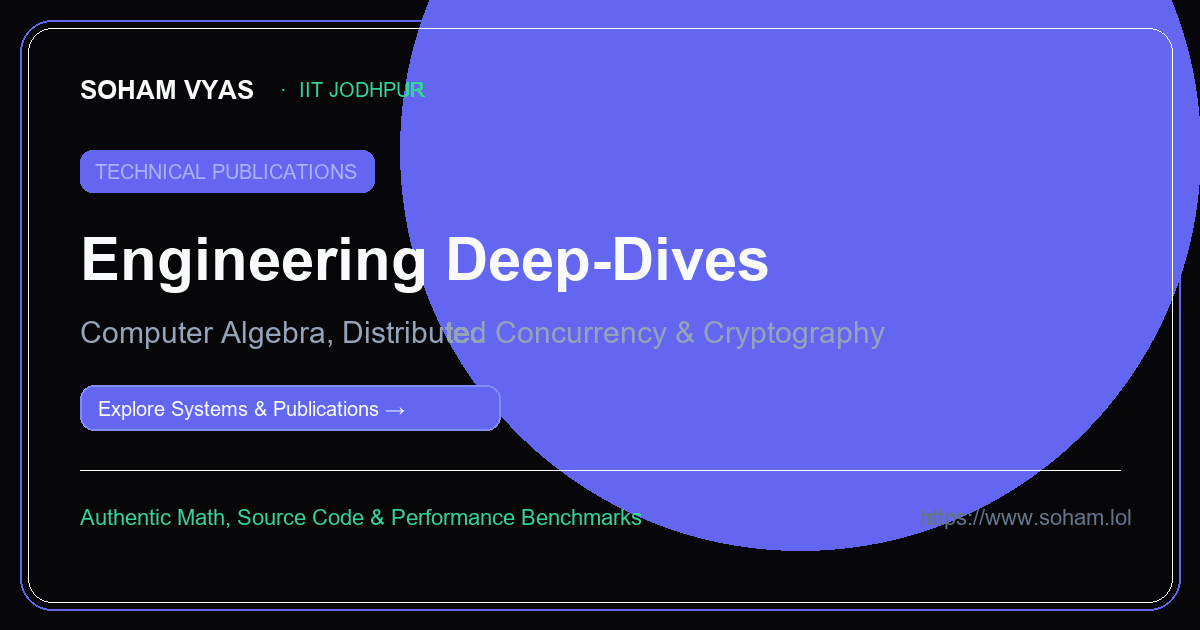 SOHAM VYAS · IIT JODHPUR
TECHNICAL PUBLICATIONS
Engineering Deep-Dives
Computer Algebra, Distributed Concurrency & Cryptography
Explore Systems & Publications →
Authentic Math, Source Code & Performance Benchmarks
https://www.soham.lol